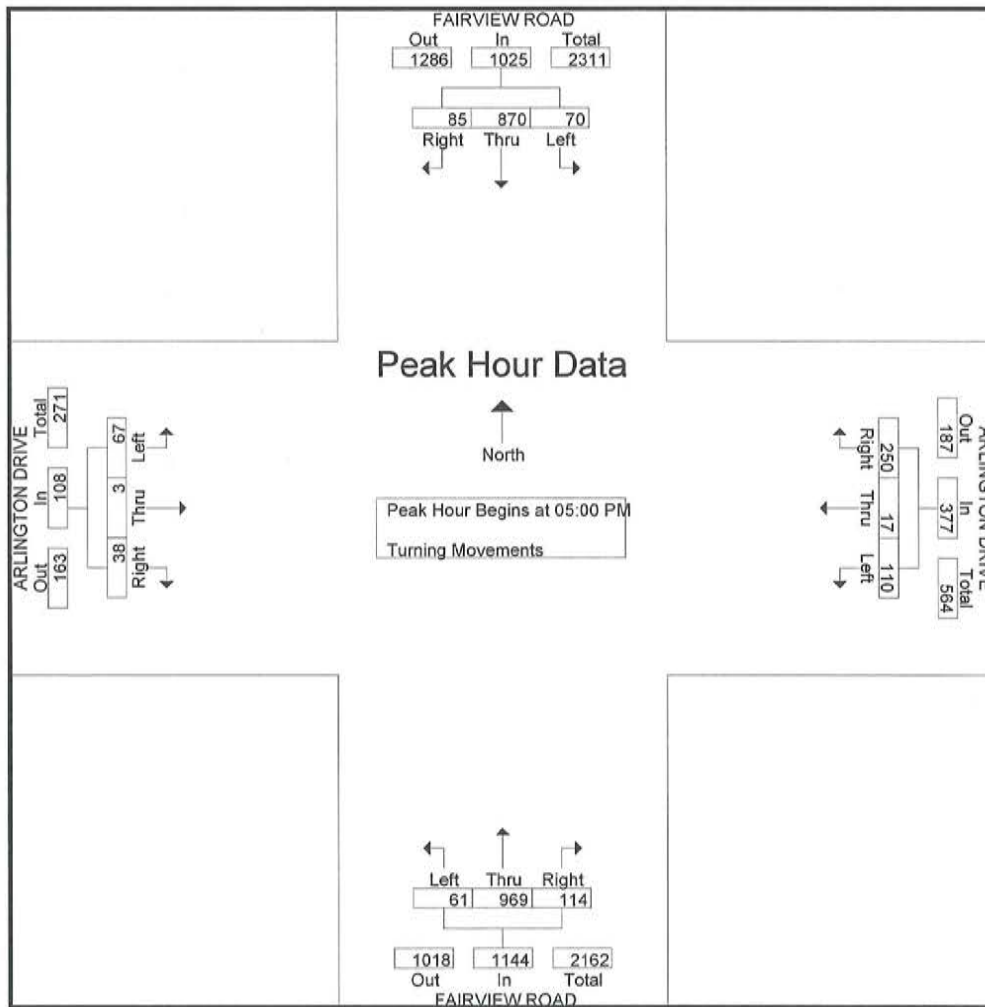 FAIRVIEW ROAD
Out In Total
1286 1025 2311
85 870 70
Right Thru Left
Peak Hour Data
North
Peak Hour Begins at 05:00 PM
Turning Movements
ARLINGTON DRIVE
Out In Total
163 108 271
67 3 38
Left Thru Right
ARLINGTON DRIVE
Out In Total
187 377 564
250 17 110
Right Thru Left
Left Thru Right
61 969 114
1018 1144 2162
Out In Total
FAIRVIEW ROAD